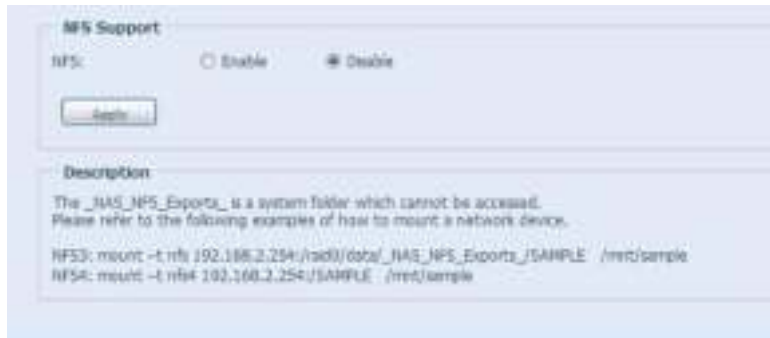 NFS Support
NFS: Enable Disable
Apply
Description
The _NAS_NFS_Exports_ is a system folder which cannot be accessed.
Please refer to the following examples of how to mount a network device.
NFS3: mount -t nfs 192.168.2.254:/raid0/data/_NAS_NFS_Exports_/SAMPLE /mnt/sample
NFS4: mount -t nfs4 192.168.2.254:/SAMPLE /mnt/sample